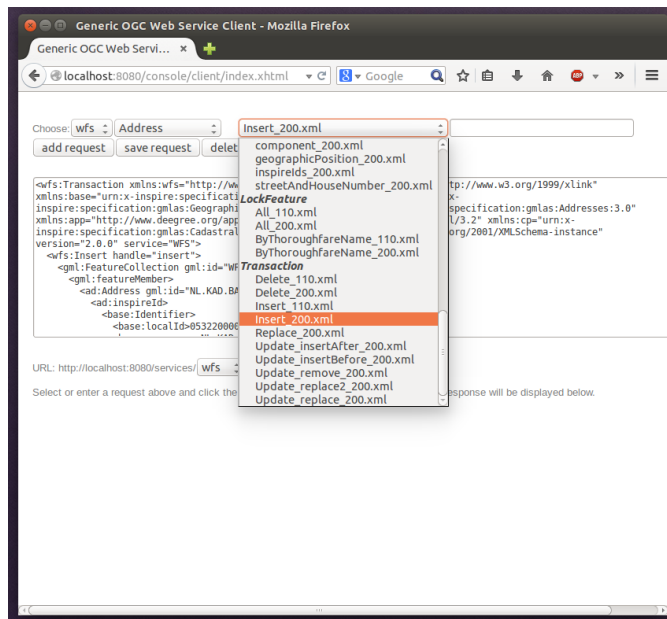 Generic OGC Web Service Client - Mozilla Firefox
Generic OGC Web Servi...
localhost:8080/console/client/index.xhtml
Google
ABP
Choose: wfs Address Insert_200.xml
add request save request delet
component_200.xml
geographicPosition_200.xml
inspireIds_200.xml
streetAndHouseNumber_200.xml
LockFeature
All_110.xml
All_200.xml
ByThoroughfareName_110.xml
ByThoroughfareName_200.xml
Transaction
Delete_110.xml
Delete_200.xml
Insert_110.xml
Insert_200.xml
Replace_200.xml
Update_insertAfter_200.xml
Update_insertBefore_200.xml
Update_remove_200.xml
Update_replace2_200.xml
Update_replace_200.xml
<wfs:Transaction xmlns:wfs="http://ww tp://www.w3.org/1999/xlink"
xmlns:base="urn:x-inspire:specificati x-
inspire:specification:gmlas:Geographi specification:gmlas:Addresses:3.0"
xmlns:app="http://www.deegree.org/app l/3.2" xmlns:cp="urn:x-
inspire:specification:gmlas:Cadastral org/2001/XMLSchema-instance"
version="2.0.0" service="WFS">
<wfs:Insert handle="insert">
<gml:FeatureCollection gml:id="WF
<gml:featureMember>
<ad:Address gml:id="NL.KAD.BA
<ad:inspireId>
<base:Identifier>
<base:localId>053220000
URL: http://localhost:8080/services/ wfs
Select or enter a request above and click the esponse will be displayed below.